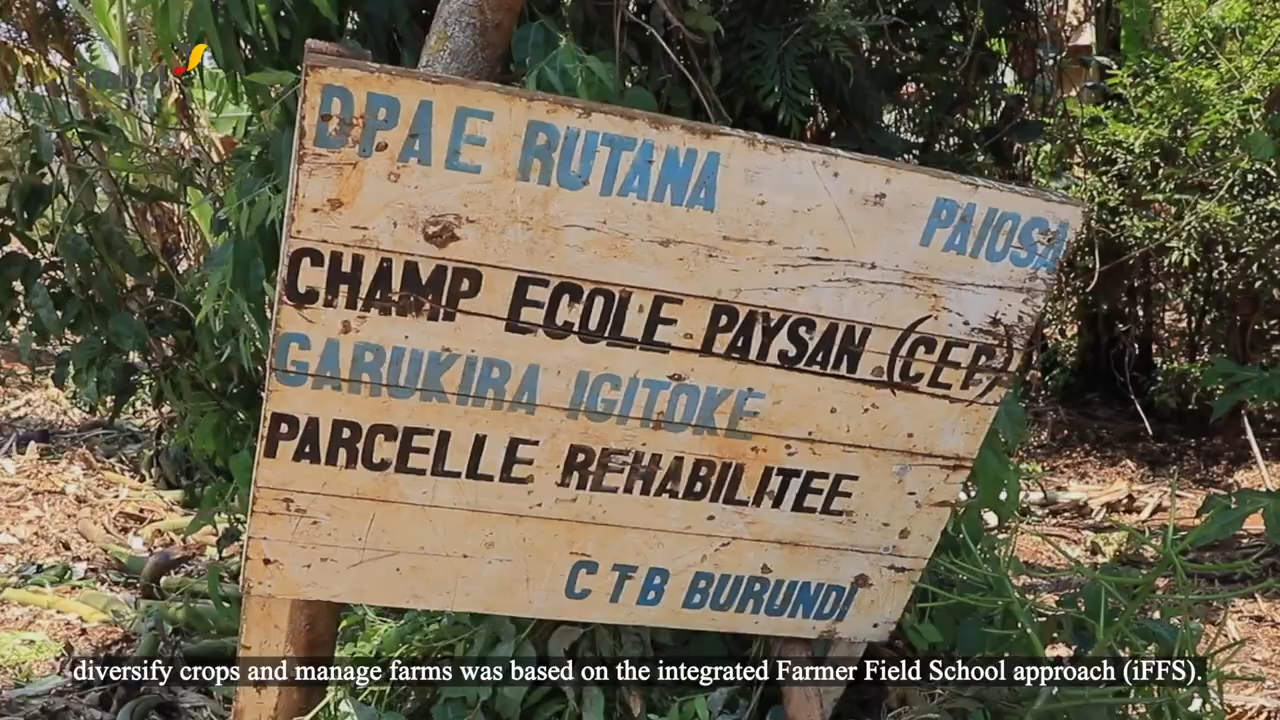 enabel
DPAE RUTANA
PAIOSA
CHAMP ECOLE PAYSAN (CEP)
GARUKIRA IGITOKE
PARCELLE REHABILITEE
CTB BURUNDI
diversify crops and manage farms was based on the integrated Farmer Field School approach (iFFS).